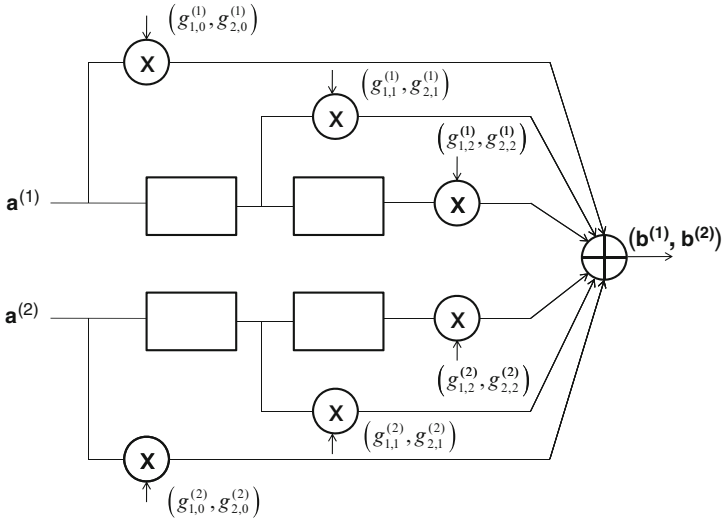 (g_{1,0}^{(1)}, g_{2,0}^{(1)})
X
(g_{1,1}^{(1)}, g_{2,1}^{(1)})
X
(g_{1,2}^{(1)}, g_{2,2}^{(1)})
a^{(1)}
X
(b^{(1)}, b^{(2)})
a^{(2)}
X
(g_{1,2}^{(2)}, g_{2,2}^{(2)})
X
(g_{1,1}^{(2)}, g_{2,1}^{(2)})
X
(g_{1,0}^{(2)}, g_{2,0}^{(2)})